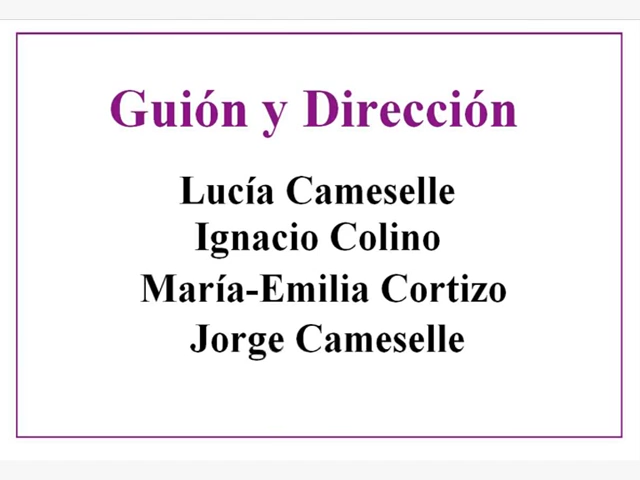 Guión y Dirección
Lucía Cameselle
Ignacio Colino
María-Emilia Cortizo
Jorge Cameselle